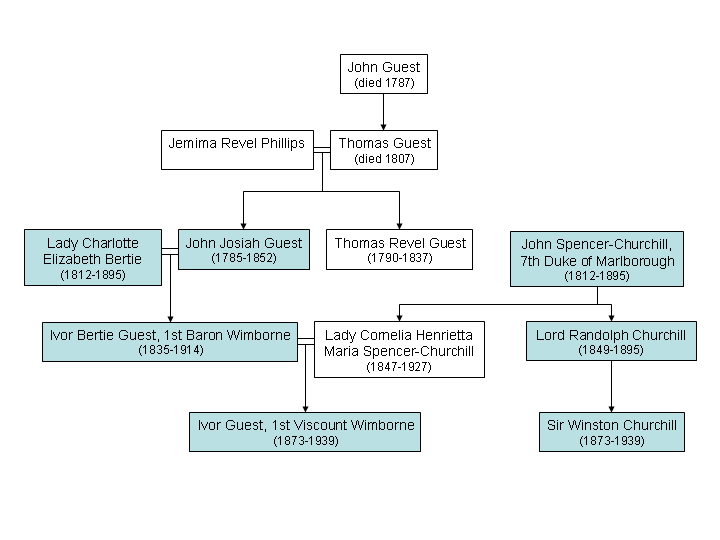 John Guest
(died 1787)
Jemima Revel Phillips
Thomas Guest
(died 1807)
Lady Charlotte
Elizabeth Bertie
(1812-1895)
John Josiah Guest
(1785-1852)
Thomas Revel Guest
(1790-1837)
John Spencer-Churchill,
7th Duke of Marlborough
(1812-1895)
Ivor Bertie Guest, 1st Baron Wimborne
(1835-1914)
Lady Cornelia Henrietta
Maria Spencer-Churchill
(1847-1927)
Lord Randolph Churchill
(1849-1895)
Ivor Guest, 1st Viscount Wimborne
(1873-1939)
Sir Winston Churchill
(1873-1939)